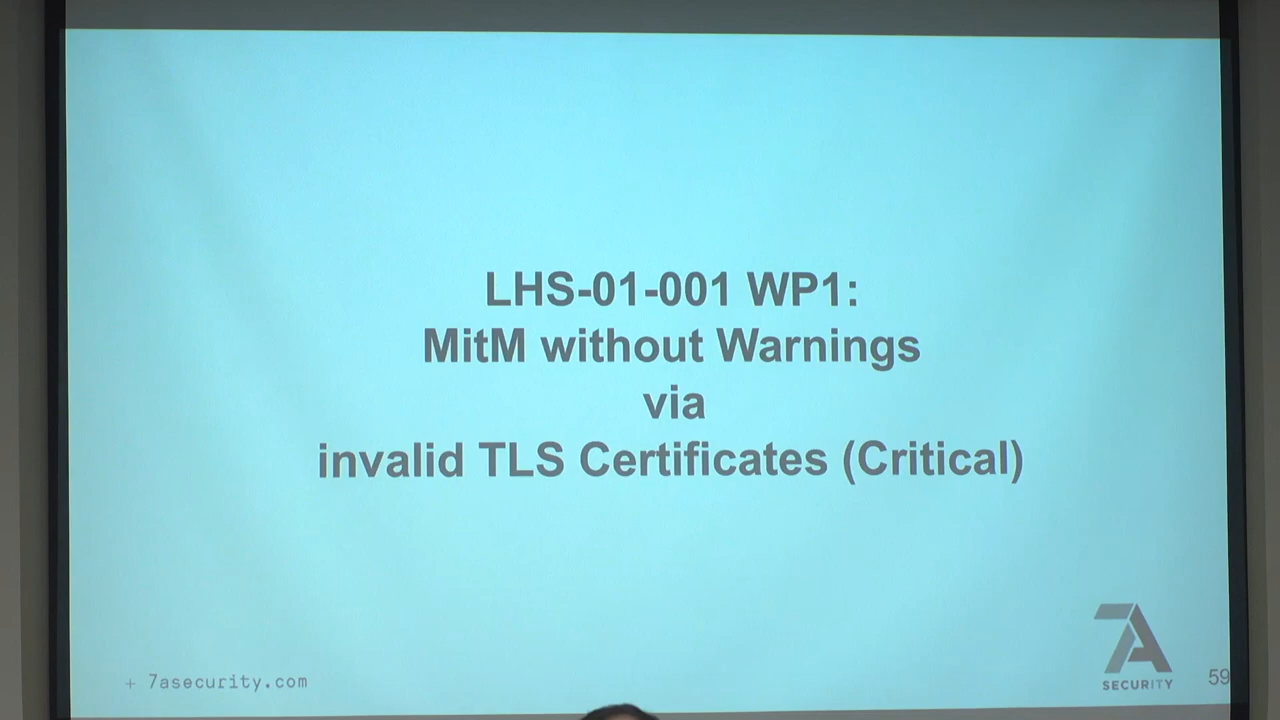 LHS-01-001 WP1:
MitM without Warnings
via
invalid TLS Certificates (Critical)
+ 7asecurity.com
7A
SECURITY
59